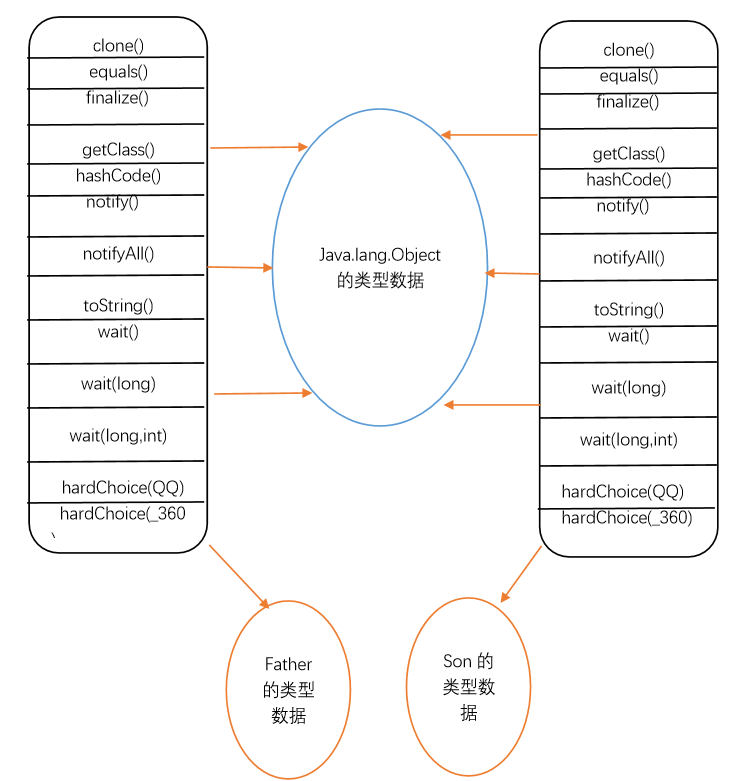 clone()
equals()
finalize()
getClass()
hashCode()
notify()
notifyAll()
toString()
wait()
wait(long)
wait(long,int)
hardChoice(QQ)
hardChoice(_360
、
Java.lang.Object
的类型数据
clone()
equals()
finalize()
getClass()
hashCode()
notify()
notifyAll()
toString()
wait()
wait(long)
wait(long,int)
hardChoice(QQ)
hardChoice(_360)
Father
的类型
数据
Son 的
类型数
据